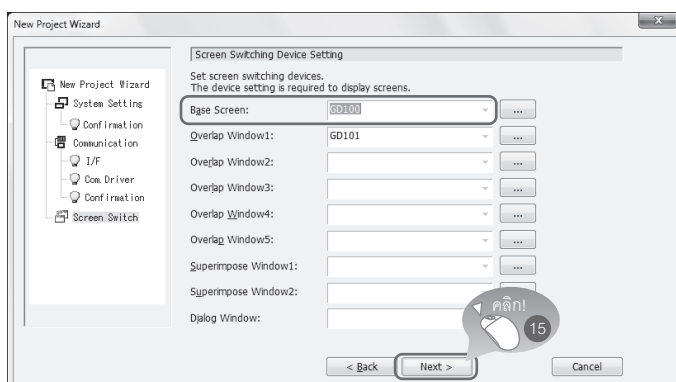 New Project Wizard
x
Screen Switching Device Setting
Set screen switching devices.
The device setting is required to display screens.
New Project Wizard
System Setting
Confirmation
Communication
I/F
Com. Driver
Confirmation
Screen Switch
Base Screen: GD100 ...
Overlap Window1: GD101 ...
Overlap Window2: ...
Overlap Window3: ...
Overlap Window4: ...
Overlap Window5: ...
Superimpose Window1: ...
Superimpose Window2:
Dialog Window:
คลิก!
15
< Back Next > Cancel